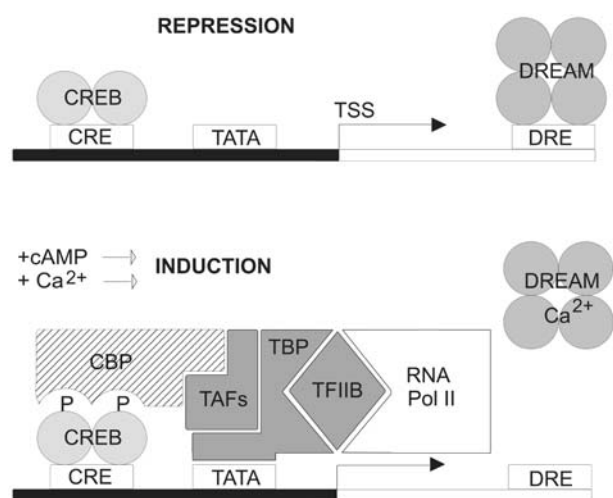 REPRESSION
DREAM
CREB
TSS
CRE
TATA
DRE
+cAMP
+ Ca²⁺
INDUCTION
DREAM
Ca²⁺
CBP
TBP
RNA
Pol II
TFIIB
TAFs
P P
CREB
CRE
TATA
DRE